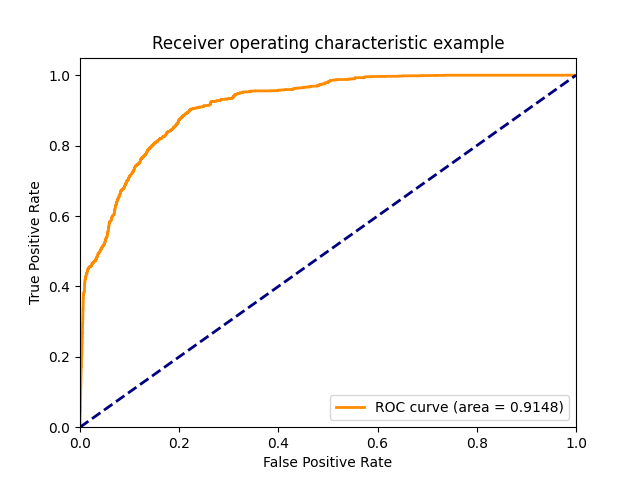 Receiver operating characteristic example
True Positive Rate
1.0
0.8
0.6
0.4
0.2
0.0
ROC curve (area = 0.9148)
0.0 0.2 0.4 0.6 0.8 1.0
False Positive Rate